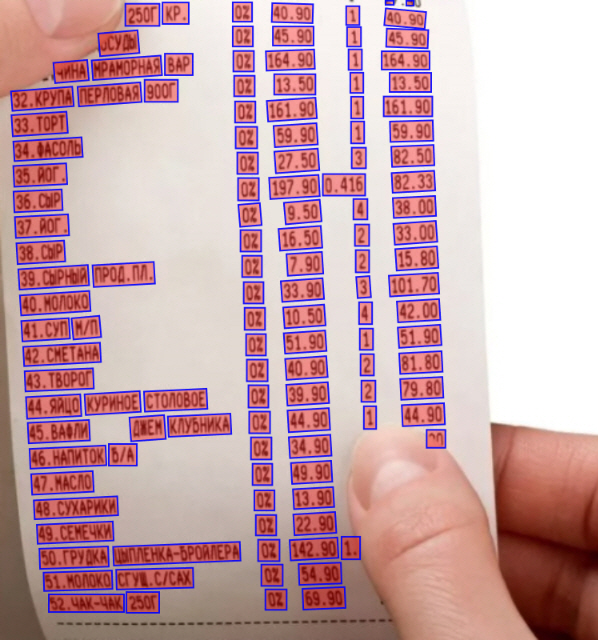 250Г КР. 0% 40.90 1 40.90
ОСУДЫ 0% 45.90 1 45.90
ЧИНА МРАМОРНАЯ ВАР 0% 164.90 1 164.90
32.КРУПА ПЕРЛОВАЯ 900Г 0% 13.50 1 13.50
33.ТОРТ 0% 161.90 1 161.90
34.ФАСОЛЬ 0% 59.90 1 59.90
35.ЙОГ. 0% 27.50 3 82.50
36.СЫР 0% 197.90 0.416 82.33
37.ЙОГ. 0% 9.50 4 38.00
38.СЫР 0% 16.50 2 33.00
39.СЫРНЫЙ ПРОД.ПЛ. 0% 7.90 2 15.80
40.МОЛОКО 0% 33.90 3 101.70
41.СУП М/П 0% 10.50 4 42.00
42.СМЕТАНА 0% 51.90 1 51.90
43.ТВОРОГ 0% 40.90 2 81.80
44.ЯЙЦО КУРИНОЕ СТОЛОВОЕ 0% 39.90 2 79.80
45.ВАФЛИ ДЖЕМ КЛУБНИКА 0% 44.90 1 44.90
46.НАПИТОК Б/А 0% 34.90
47.МАСЛО 0% 49.90
48.СУХАРИКИ 0% 13.90
49.СЕМЕЧКИ 0% 22.90
50.ГРУДКА ЦЫПЛЕНКА-БРОЙЛЕРА 0% 142.90 1.
51.МОЛОКО СГУЩ.С/САХ 0% 54.90
52.ЧАК-ЧАК 250Г 0% 69.90